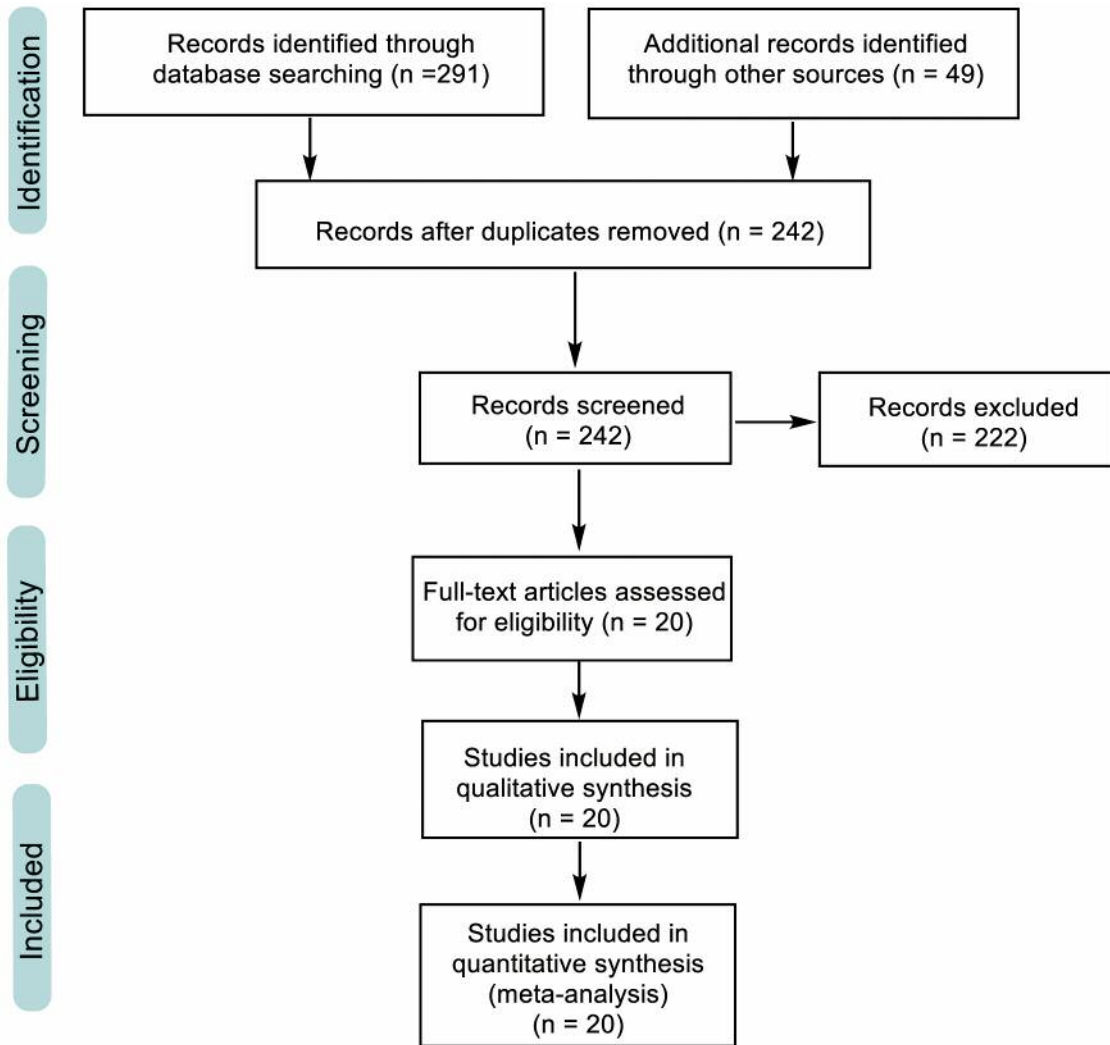 Identification
Records identified through
database searching (n =291)
Additional records identified
through other sources (n = 49)
Records after duplicates removed (n = 242)
Screening
Records screened
(n = 242)
Records excluded
(n = 222)
Eligibility
Full-text articles assessed
for eligibility (n = 20)
Studies included in
qualitative synthesis
(n = 20)
Included
Studies included in
quantitative synthesis
(meta-analysis)
(n = 20)